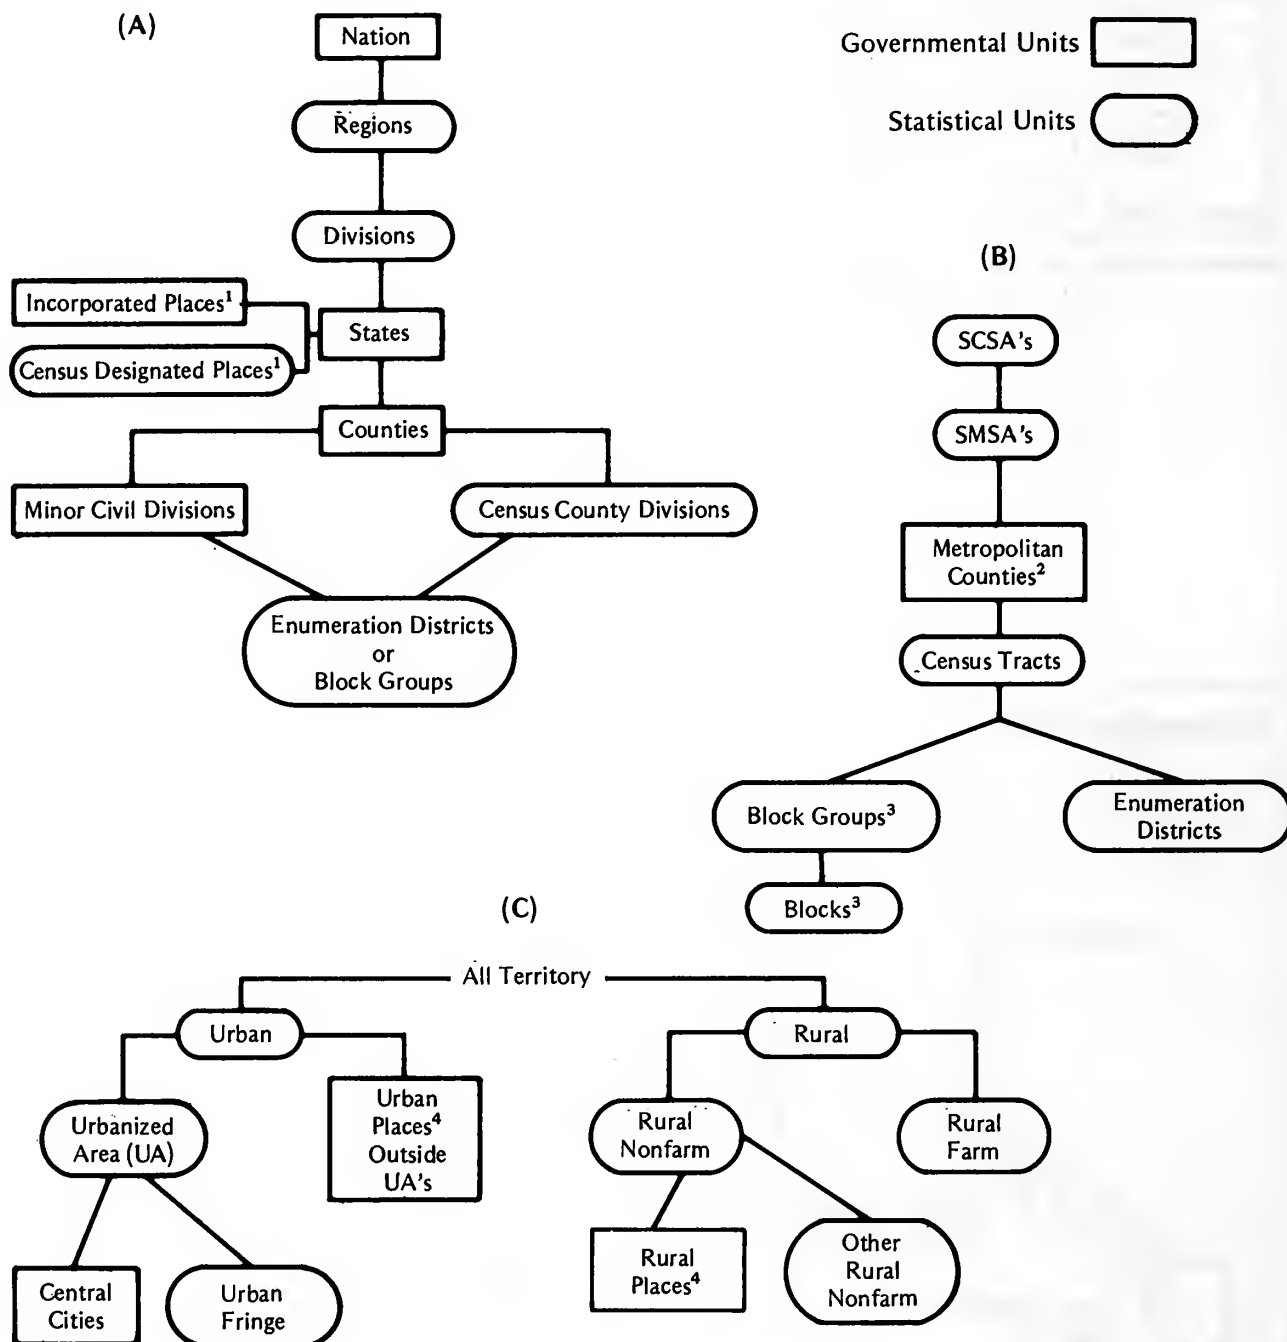 (A)
Nation
Regions
Divisions
Incorporated Places¹
Census Designated Places¹
States
Counties
Minor Civil Divisions
Census County Divisions
Enumeration Districts
or
Block Groups
Governmental Units
Statistical Units
(B)
SCSA's
SMSA's
Metropolitan
Counties²
Census Tracts
Block Groups³
Enumeration
Districts
Blocks³
(C)
All Territory
Urban
Rural
Urbanized
Area (UA)
Urban
Places⁴
Outside
UA's
Rural
Nonfarm
Rural
Farm
Central
Cities
Urban
Fringe
Rural
Places⁴
Other
Rural
Nonfarm